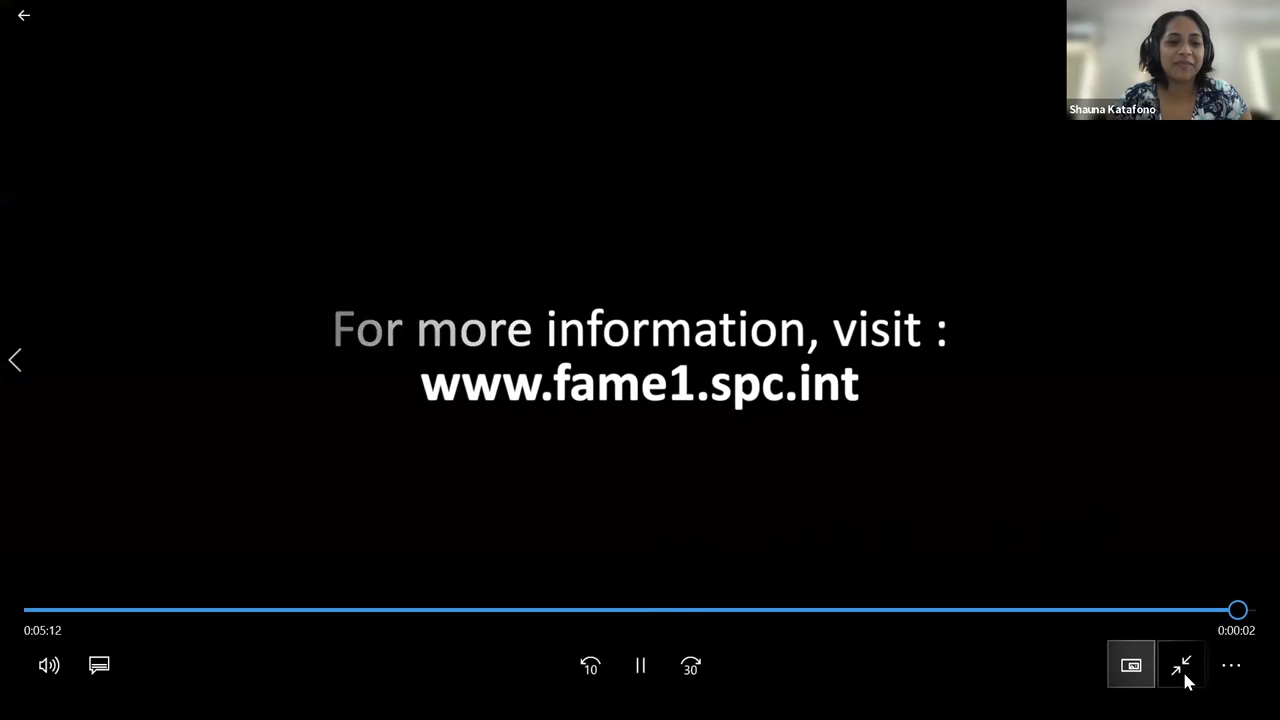 Shauna Katafono
For more information, visit :
www.fame1.spc.int
0:05:12
0:00:02
10
30